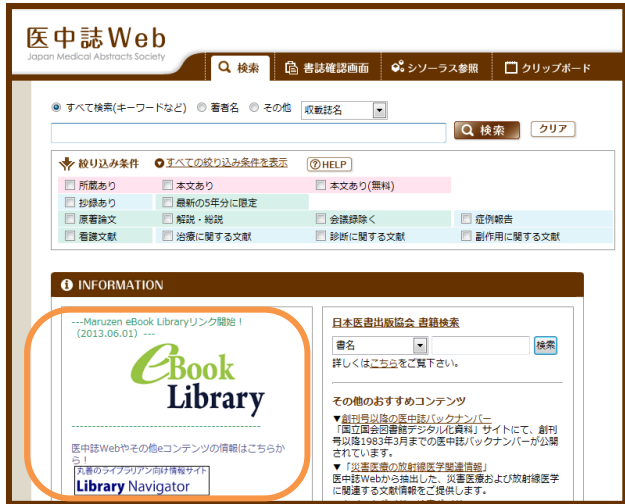 医中誌Web
Japan Medical Abstracts Society
検索
書誌確認画面
シソーラス参照
クリップボード
すべて検索(キーワードなど) 著者名 その他 収載誌名
検索 クリア
絞り込み条件 すべての絞り込み条件を表示 HELP
所蔵あり 本文あり 本文あり(無料)
抄録あり 最新の5年分に限定
原著論文 解説・総説 会議録除く 症例報告
看護文献 治療に関する文献 診断に関する文献 副作用に関する文献
INFORMATION
---Maruzen eBook Libraryリンク開始！
(2013.06.01) ---
eBook
Library
--------------------------------------------
医中誌Webやその他eコンテンツの情報はこちらか
ら！
丸善のライブラリアン向け情報サイト
Library Navigator
日本医書出版協会 書籍検索
書名 検索
詳しくはこちらをご覧下さい。
その他のおすすめコンテンツ
▼創刊号以降の医中誌バックナンバー
「国立国会図書館デジタル化資料」サイトにて、創刊
号以降1983年3月までの医中誌バックナンバーが公開
されています。
▼「災害医療の放射線医学関連情報」
医中誌Webから抽出した、災害医療および放射線医学
に関連する文献情報をご提供します。